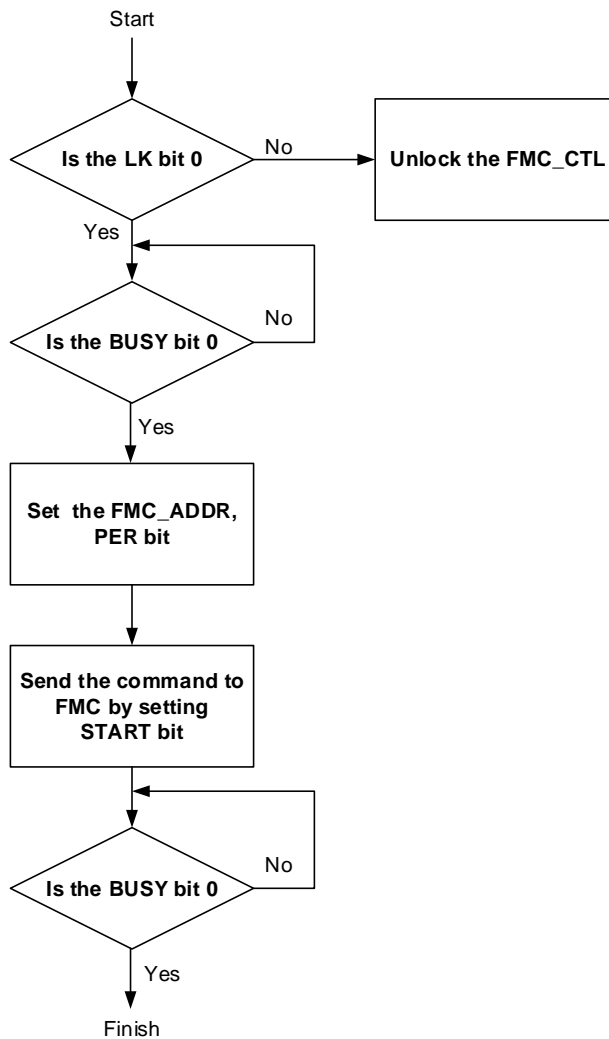 Start
Is the LK bit 0
No
Unlock the FMC_CTL
Yes
Is the BUSY bit 0
No
Yes
Set the FMC_ADDR,
PER bit
Send the command to
FMC by setting
START bit
Is the BUSY bit 0
No
Yes
Finish